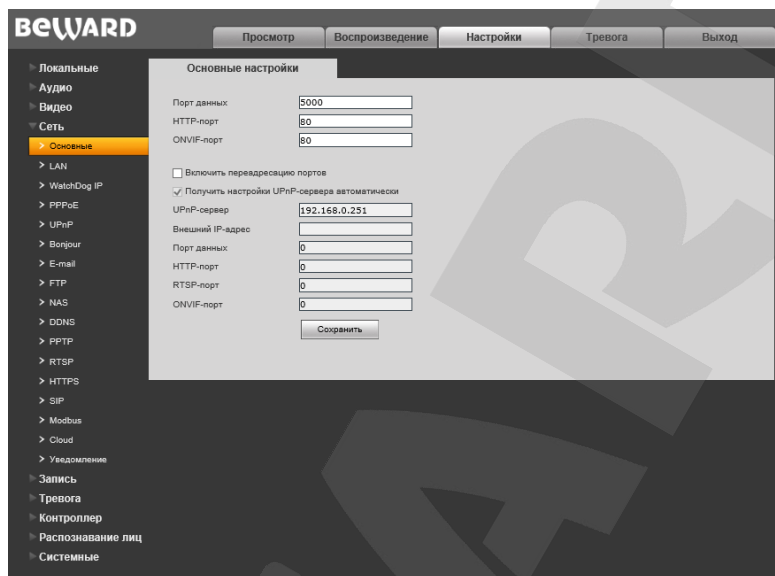 BEWARD
Просмотр
Воспроизведение
Настройки
Тревога
Выход
Локальные
Аудио
Видео
Сеть
Основные
LAN
WatchDog IP
PPPoE
UPnP
Bonjour
E-mail
FTP
NAS
DDNS
PPTP
RTSP
HTTPS
SIP
Modbus
Cloud
Уведомление
Запись
Тревога
Контроллер
Распознавание лиц
Системные
Основные настройки
Порт данных 5000
HTTP-порт 80
ONVIF-порт 80
Включить переадресацию портов
Получить настройки UPnP-сервера автоматически
UPnP-сервер 192.168.0.251
Внешний IP-адрес
Порт данных 0
HTTP-порт 0
RTSP-порт 0
ONVIF-порт 0
Сохранить